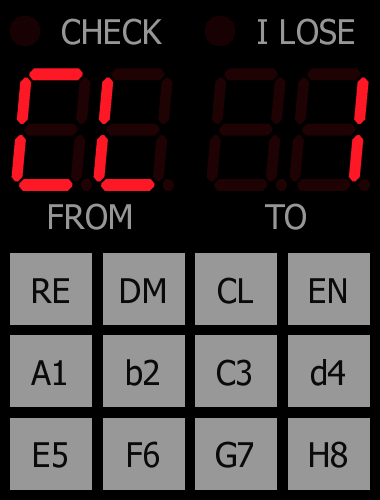 CHECK I LOSE
CL 1
FROM TO
RE DM CL EN
A1 b2 C3 d4
E5 F6 G7 H8